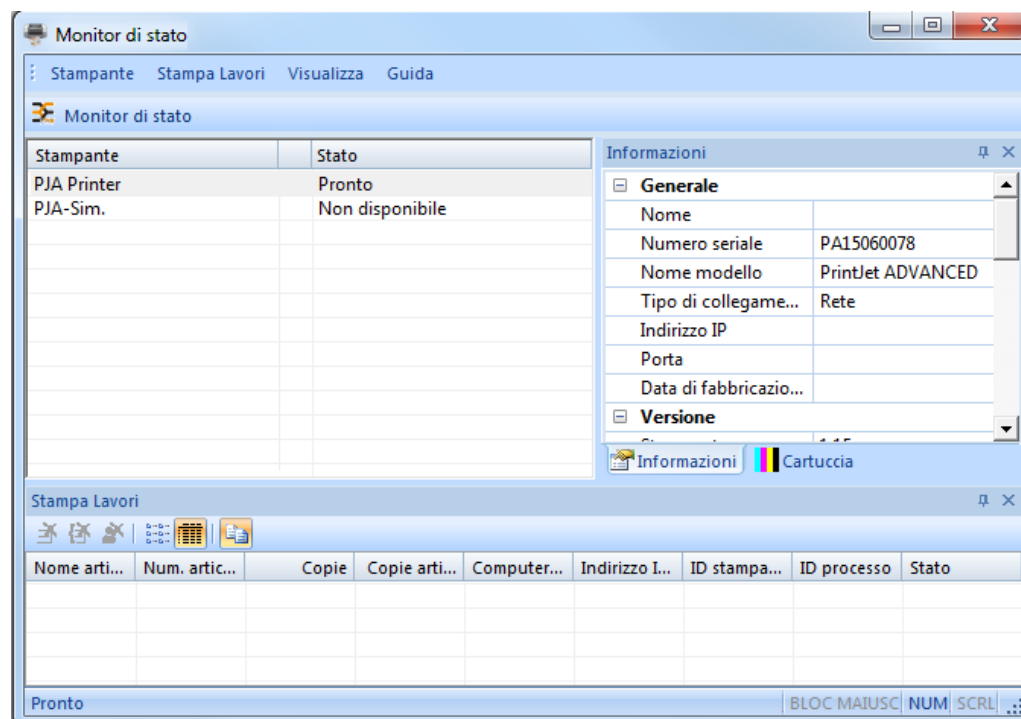 Monitor di stato
Stampante Stampa Lavori Visualizza Guida
Monitor di stato
Stampante Stato
PJA Printer Pronto
PJA-Sim. Non disponibile
Informazioni
Generale
Nome
Numero seriale PA15060078
Nome modello PrintJet ADVANCED
Tipo di collegame... Rete
Indirizzo IP
Porta
Data di fabbricazio...
Versione
Informazioni Cartuccia
Stampa Lavori
Nome arti... Num. artic... Copie Copie arti... Computer... Indirizzo I... ID stampa... ID processo Stato
Pronto BLOC MAIUSC NUM SCRL